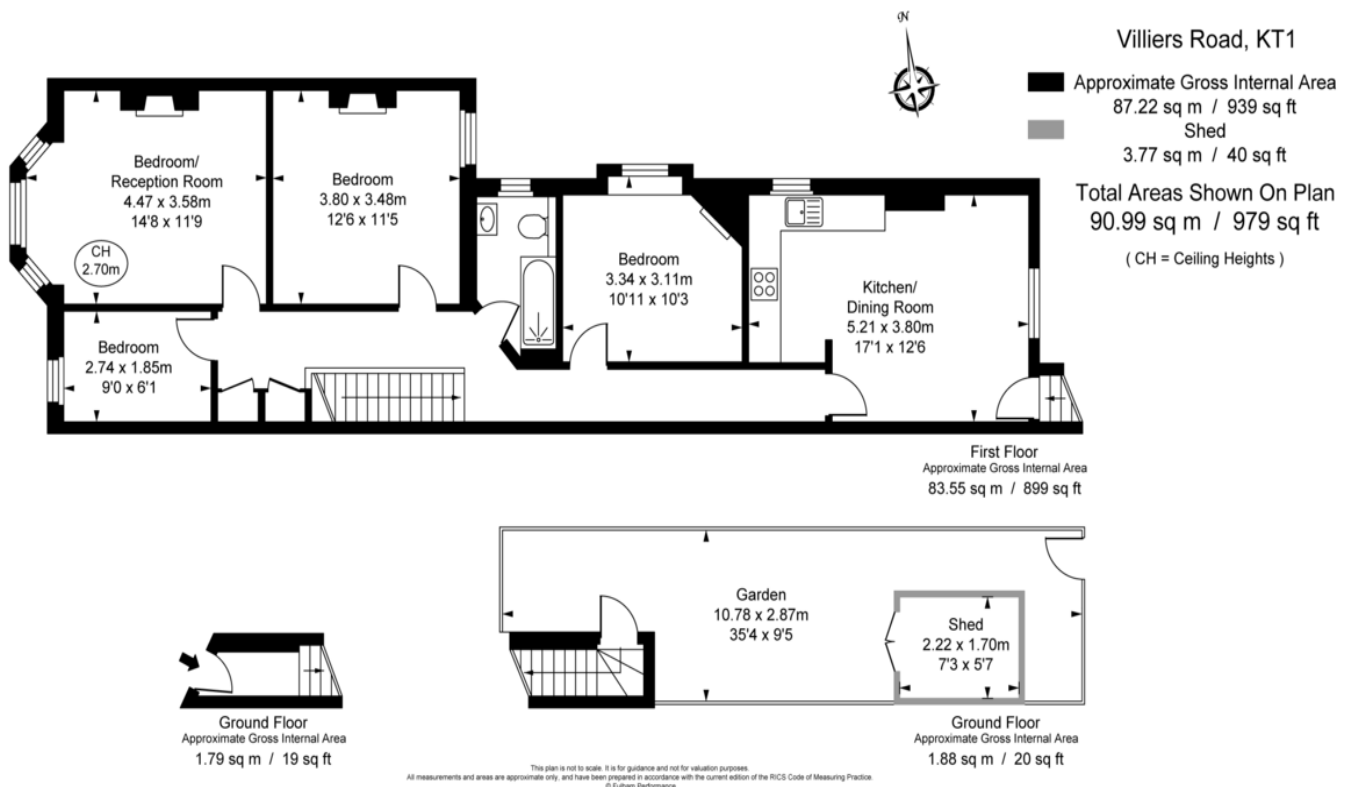 N
Villiers Road, KT1
Approximate Gross Internal Area
87.22 sq m / 939 sq ft
Shed
3.77 sq m / 40 sq ft
Total Areas Shown On Plan
90.99 sq m / 979 sq ft
( CH = Ceiling Heights )
Bedroom/
Reception Room
4.47 x 3.58m
14'8 x 11'9
CH
2.70m
Bedroom
3.80 x 3.48m
12'6 x 11'5
Bedroom
3.34 x 3.11m
10'11 x 10'3
Kitchen/
Dining Room
5.21 x 3.80m
17'1 x 12'6
Bedroom
2.74 x 1.85m
9'0 x 6'1
First Floor
Approximate Gross Internal Area
83.55 sq m / 899 sq ft
Garden
10.78 x 2.87m
35'4 x 9'5
Shed
2.22 x 1.70m
7'3 x 5'7
Ground Floor
Approximate Gross Internal Area
1.79 sq m / 19 sq ft
Ground Floor
Approximate Gross Internal Area
1.88 sq m / 20 sq ft
This plan is not to scale. It is for guidance and not for valuation purposes.
All measurements and areas are approximate only, and have been prepared in accordance with the current edition of the RICS Code of Measuring Practice.
© Fulham Performance